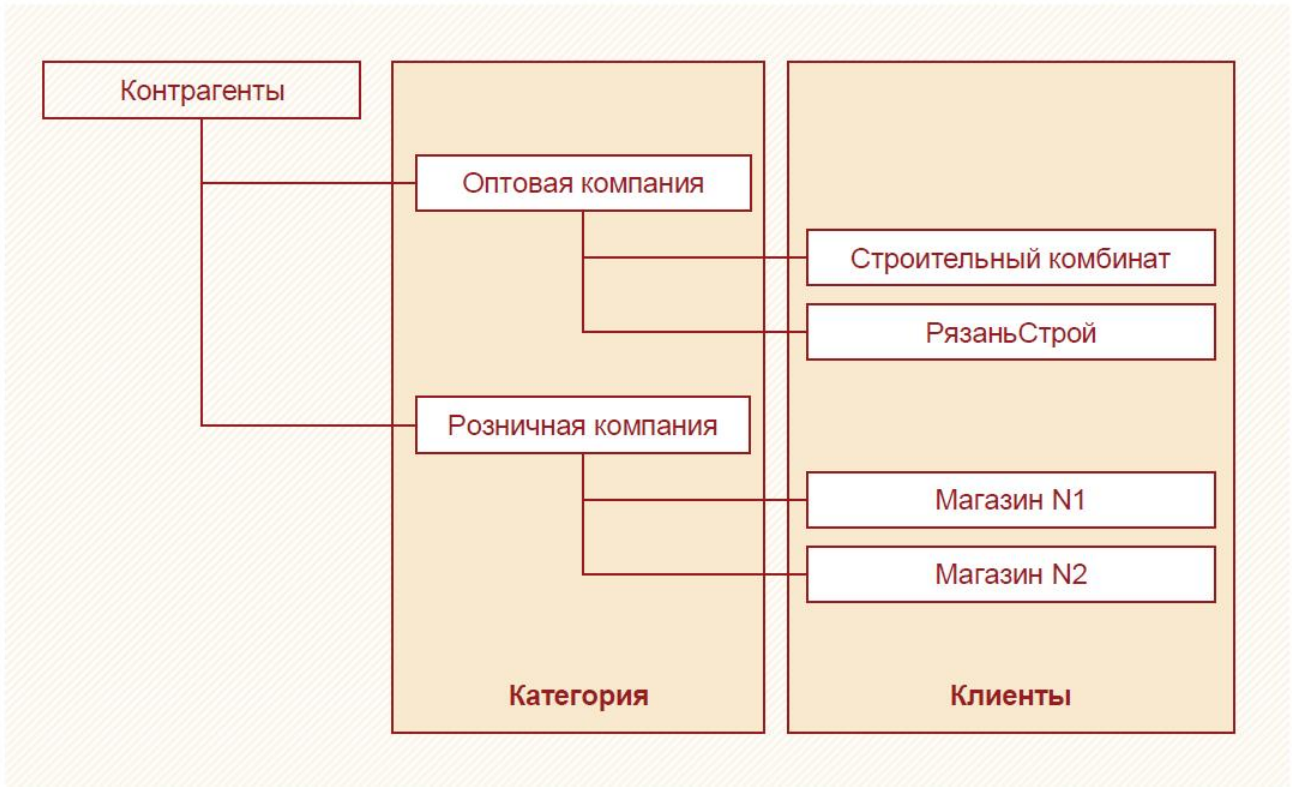 Контрагенты
Оптовая компания
Строительный комбинат
РязаньСтрой
Розничная компания
Магазин N1
Магазин N2
Категория
Клиенты